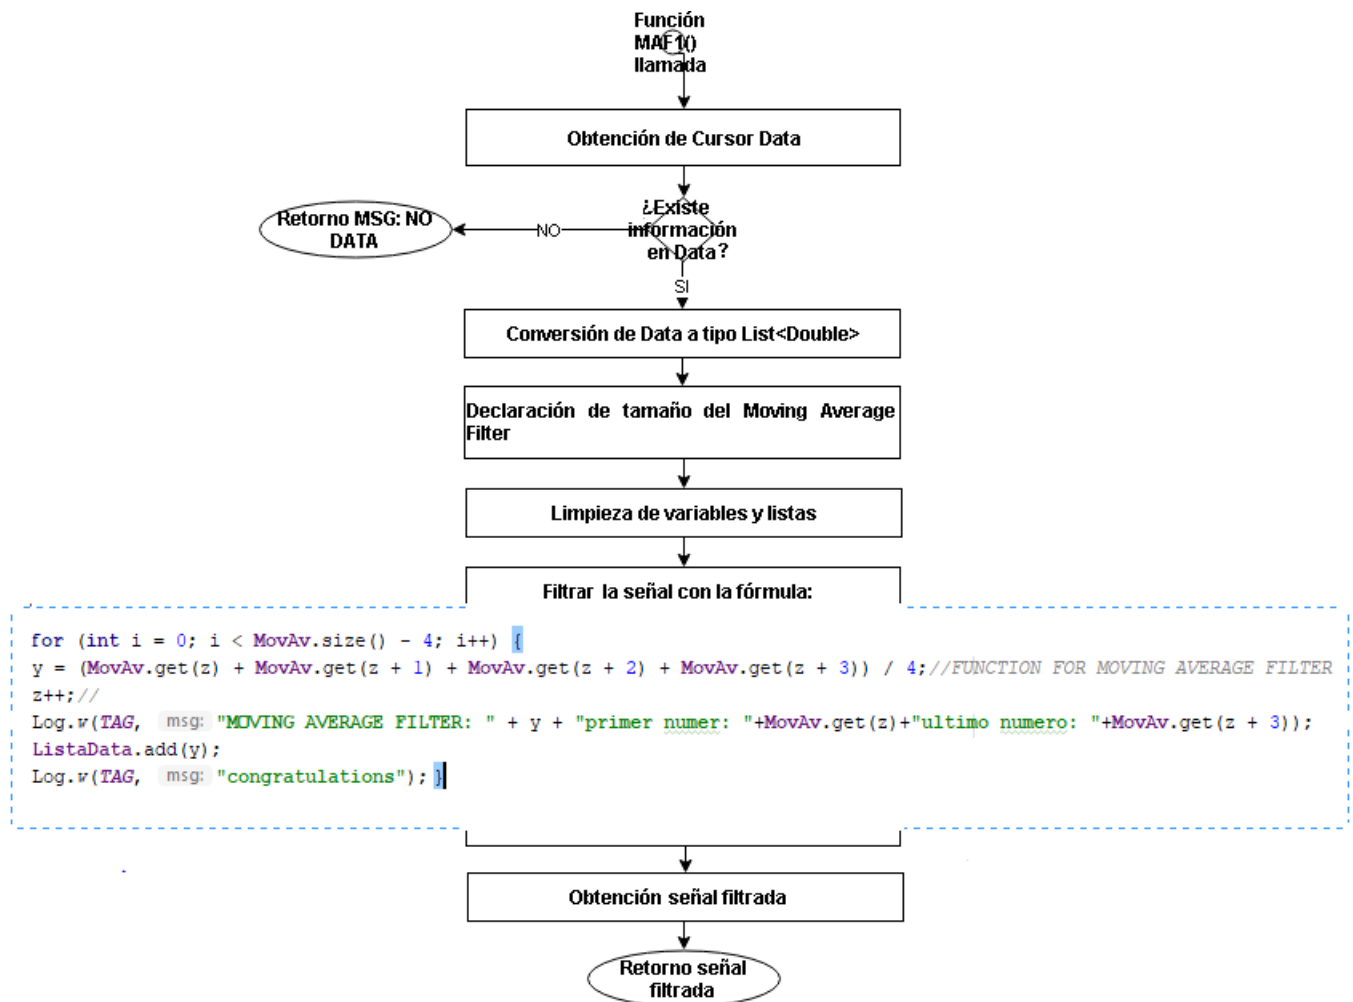 Función
MAF1()
llamada
Obtención de Cursor Data
¿Existe
información
en Data?
Retorno MSG: NO
DATA
NO
SI
Conversión de Data a tipo List<Double>
Declaración de tamaño del Moving Average
Filter
Limpieza de variables y listas
Filtrar la señal con la fórmula:
for (int i = 0; i < MovAv.size() - 4; i++) {
y = (MovAv.get(z) + MovAv.get(z + 1) + MovAv.get(z + 2) + MovAv.get(z + 3)) / 4;//FUNCTION FOR MOVING AVERAGE FILTER
z++;//
Log.w(TAG, msg: "MOVING AVERAGE FILTER: " + y + "primer numer: "+MovAv.get(z)+"ultimo numero: "+MovAv.get(z + 3));
ListaData.add(y);
Log.w(TAG, msg: "congratulations"); }
Obtención señal filtrada
Retorno señal
filtrada